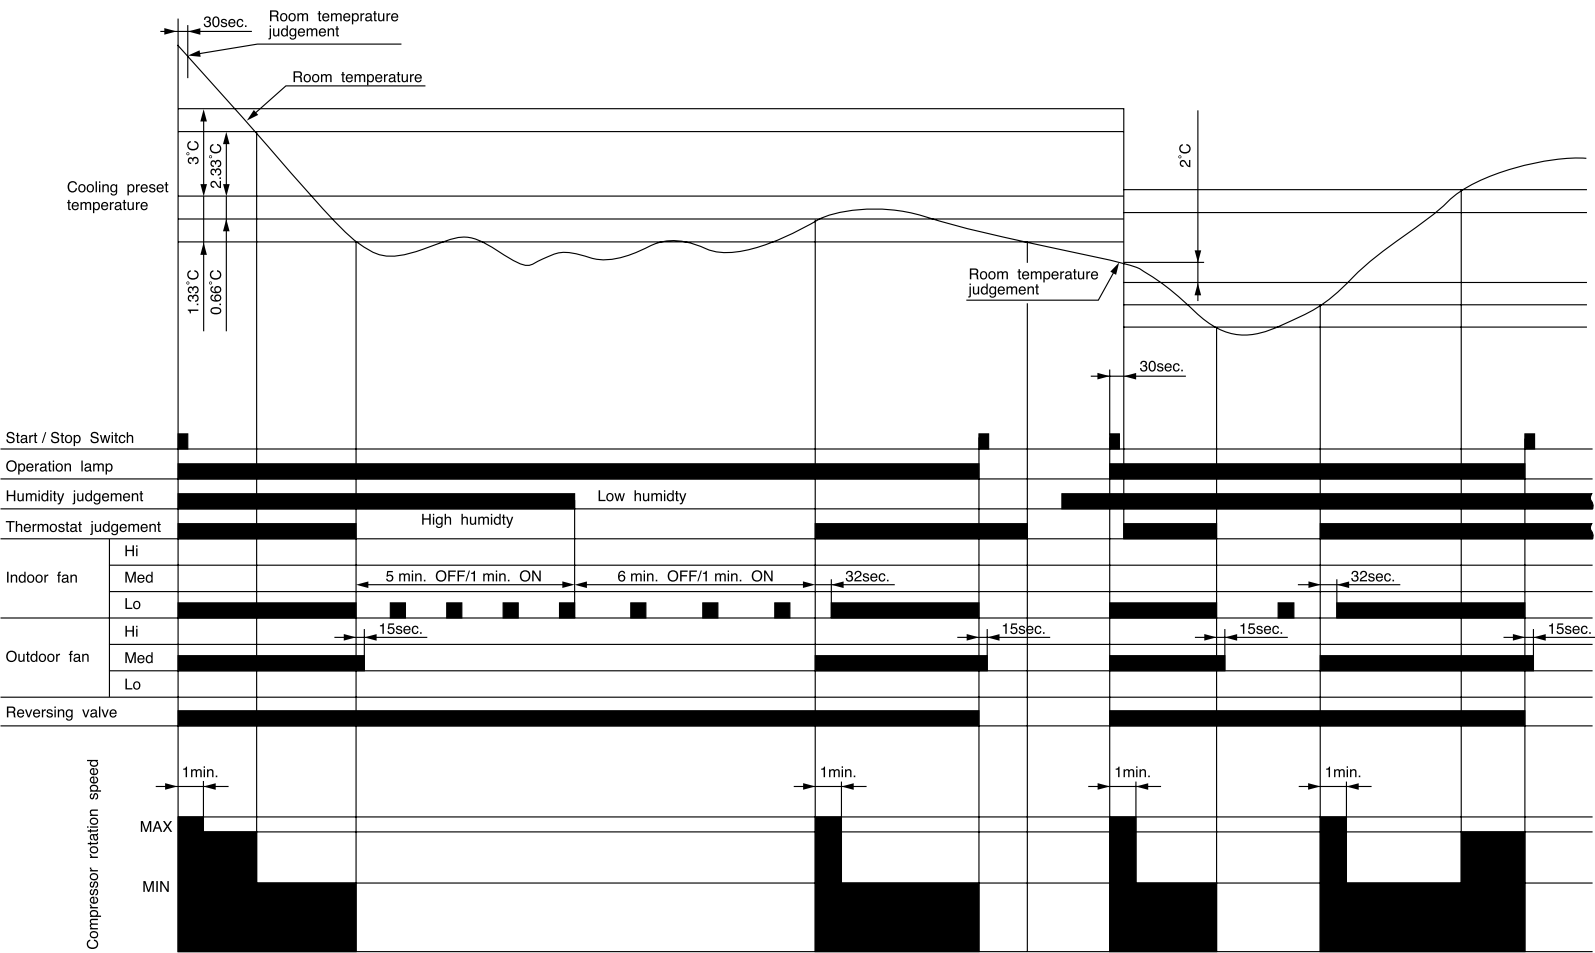 30sec.
Room temeprature
judgement
Room temperature
3°C
2.33°C
2°C
Cooling preset
temperature
1.33°C
0.66°C
Room temperature
judgement
30sec.
Start / Stop Switch
Operation lamp
Humidity judgement
Low humidty
Thermostat judgement
High humidty
Indoor fan
Hi
Med
5 min. OFF/1 min. ON
6 min. OFF/1 min. ON
32sec.
32sec.
Lo
Outdoor fan
Hi
15sec.
15sec.
15sec.
15sec.
Med
Lo
Reversing valve
Compressor rotation speed
1min.
1min.
1min.
1min.
MAX
MIN